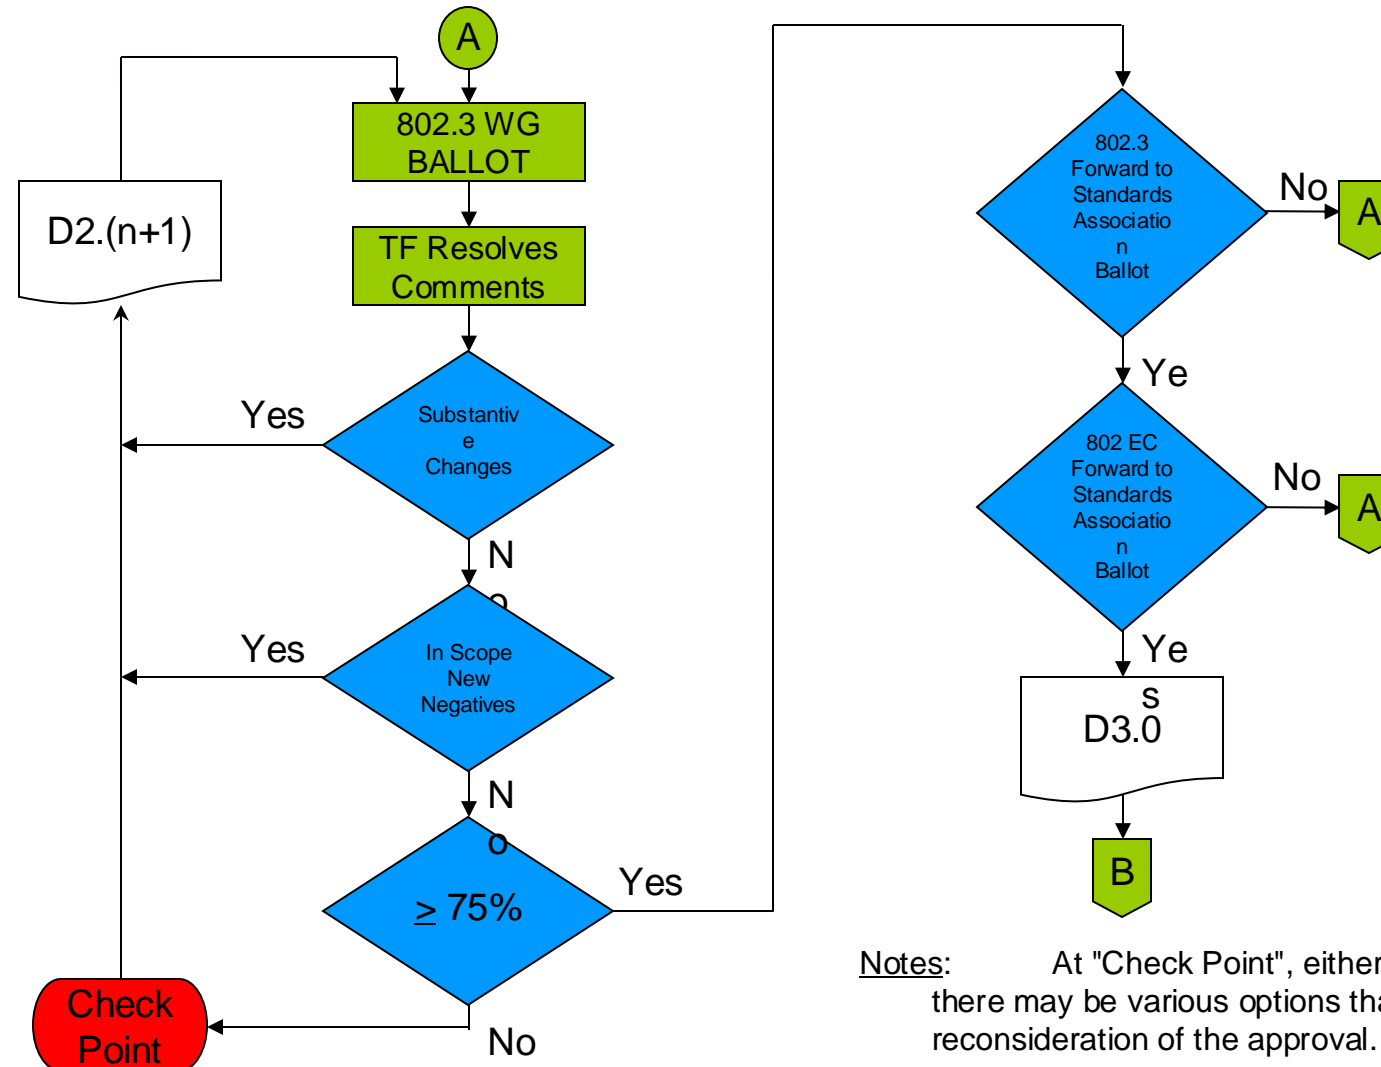 A
802.3 WG
BALLOT
D2.(n+1)
TF Resolves
Comments
Yes
Substantiv
e
Changes
N
o
Yes
In Scope
New
Negatives
N
o
≥ 75%
Yes
Check
Point
No
802.3
Forward to
Standards
Associatio
n
Ballot
No
A
Ye
802 EC
Forward to
Standards
Associatio
n
Ballot
No
A
Ye
s
D3.0
B
Notes: At "Check Point", either
there may be various options
reconsideration of the approval.